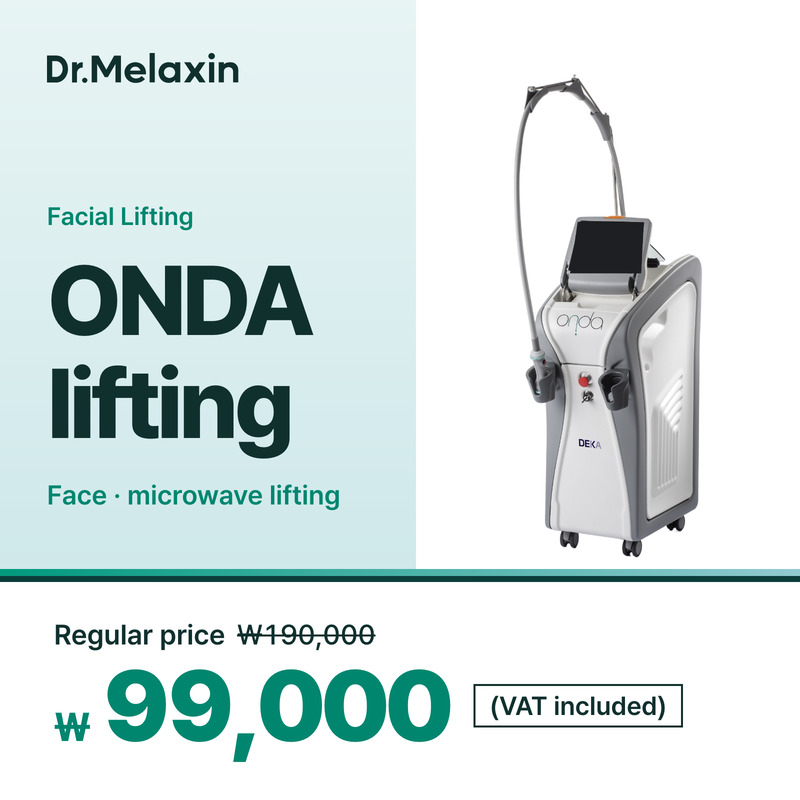 Dr.Melaxin
Facial Lifting
ONDA
lifting
Face · microwave lifting
onda
DEKA
Regular price ₩190,000
₩ 99,000 (VAT included)